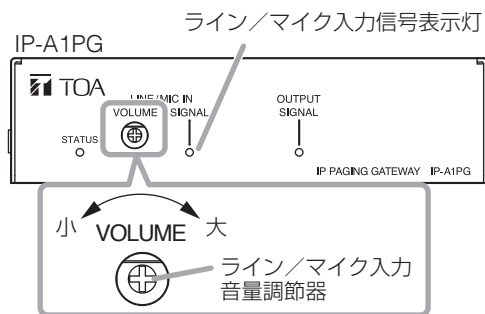 ライン／マイク入力信号表示灯
IP-A1PG
TOA
LINE/MIC IN
VOLUME SIGNAL
OUTPUT
SIGNAL
STATUS
IP PAGING GATEWAY IP-A1PG
小 VOLUME 大
ライン／マイク入力
音量調節器